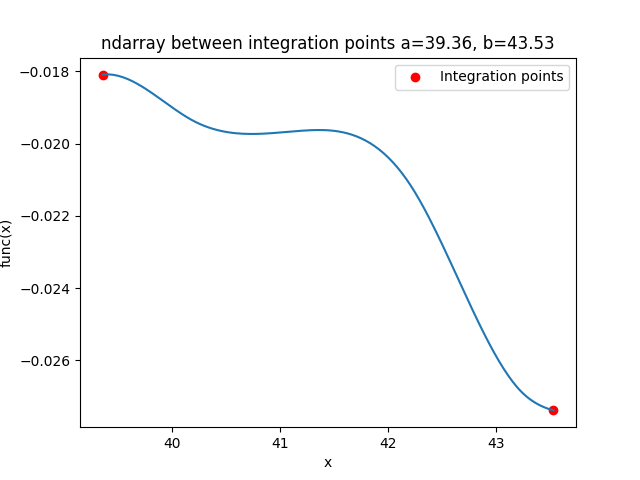 ndarray between integration points a=39.36, b=43.53
Integration points
−0.018
−0.020
−0.022
−0.024
−0.026
func(x)
40 41 42 43
x